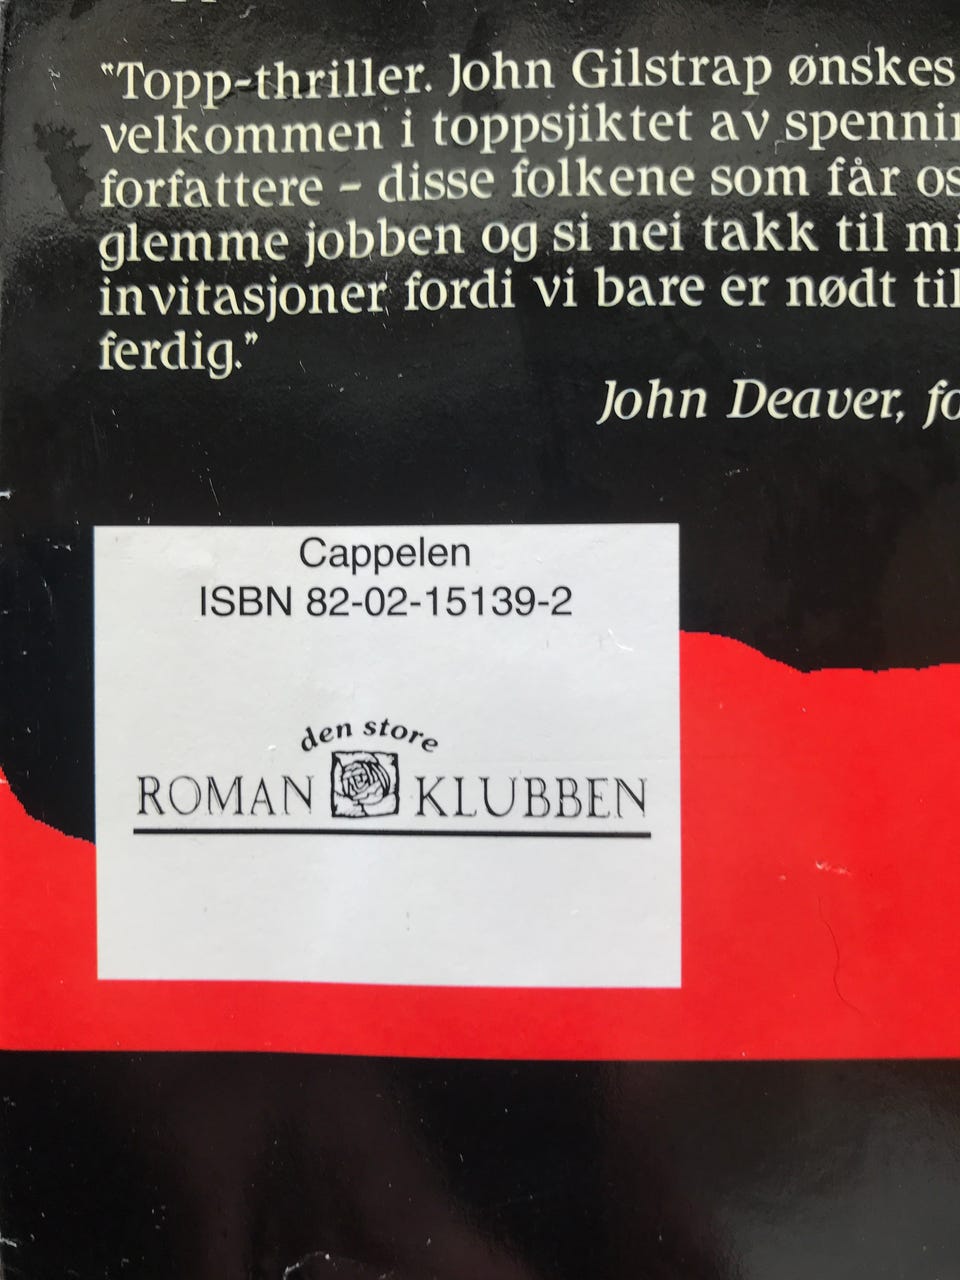 "Topp-thriller. John Gilstrap ønskes
velkommen i toppsjiktet av
forfattere – disse folkene som får
glemme jobben og si nei takk til
invitasjoner fordi vi bare er nødt til
ferdig."
John Deaver,
Cappelen
ISBN 82-02-15139-2
den store
ROMAN KLUBBEN